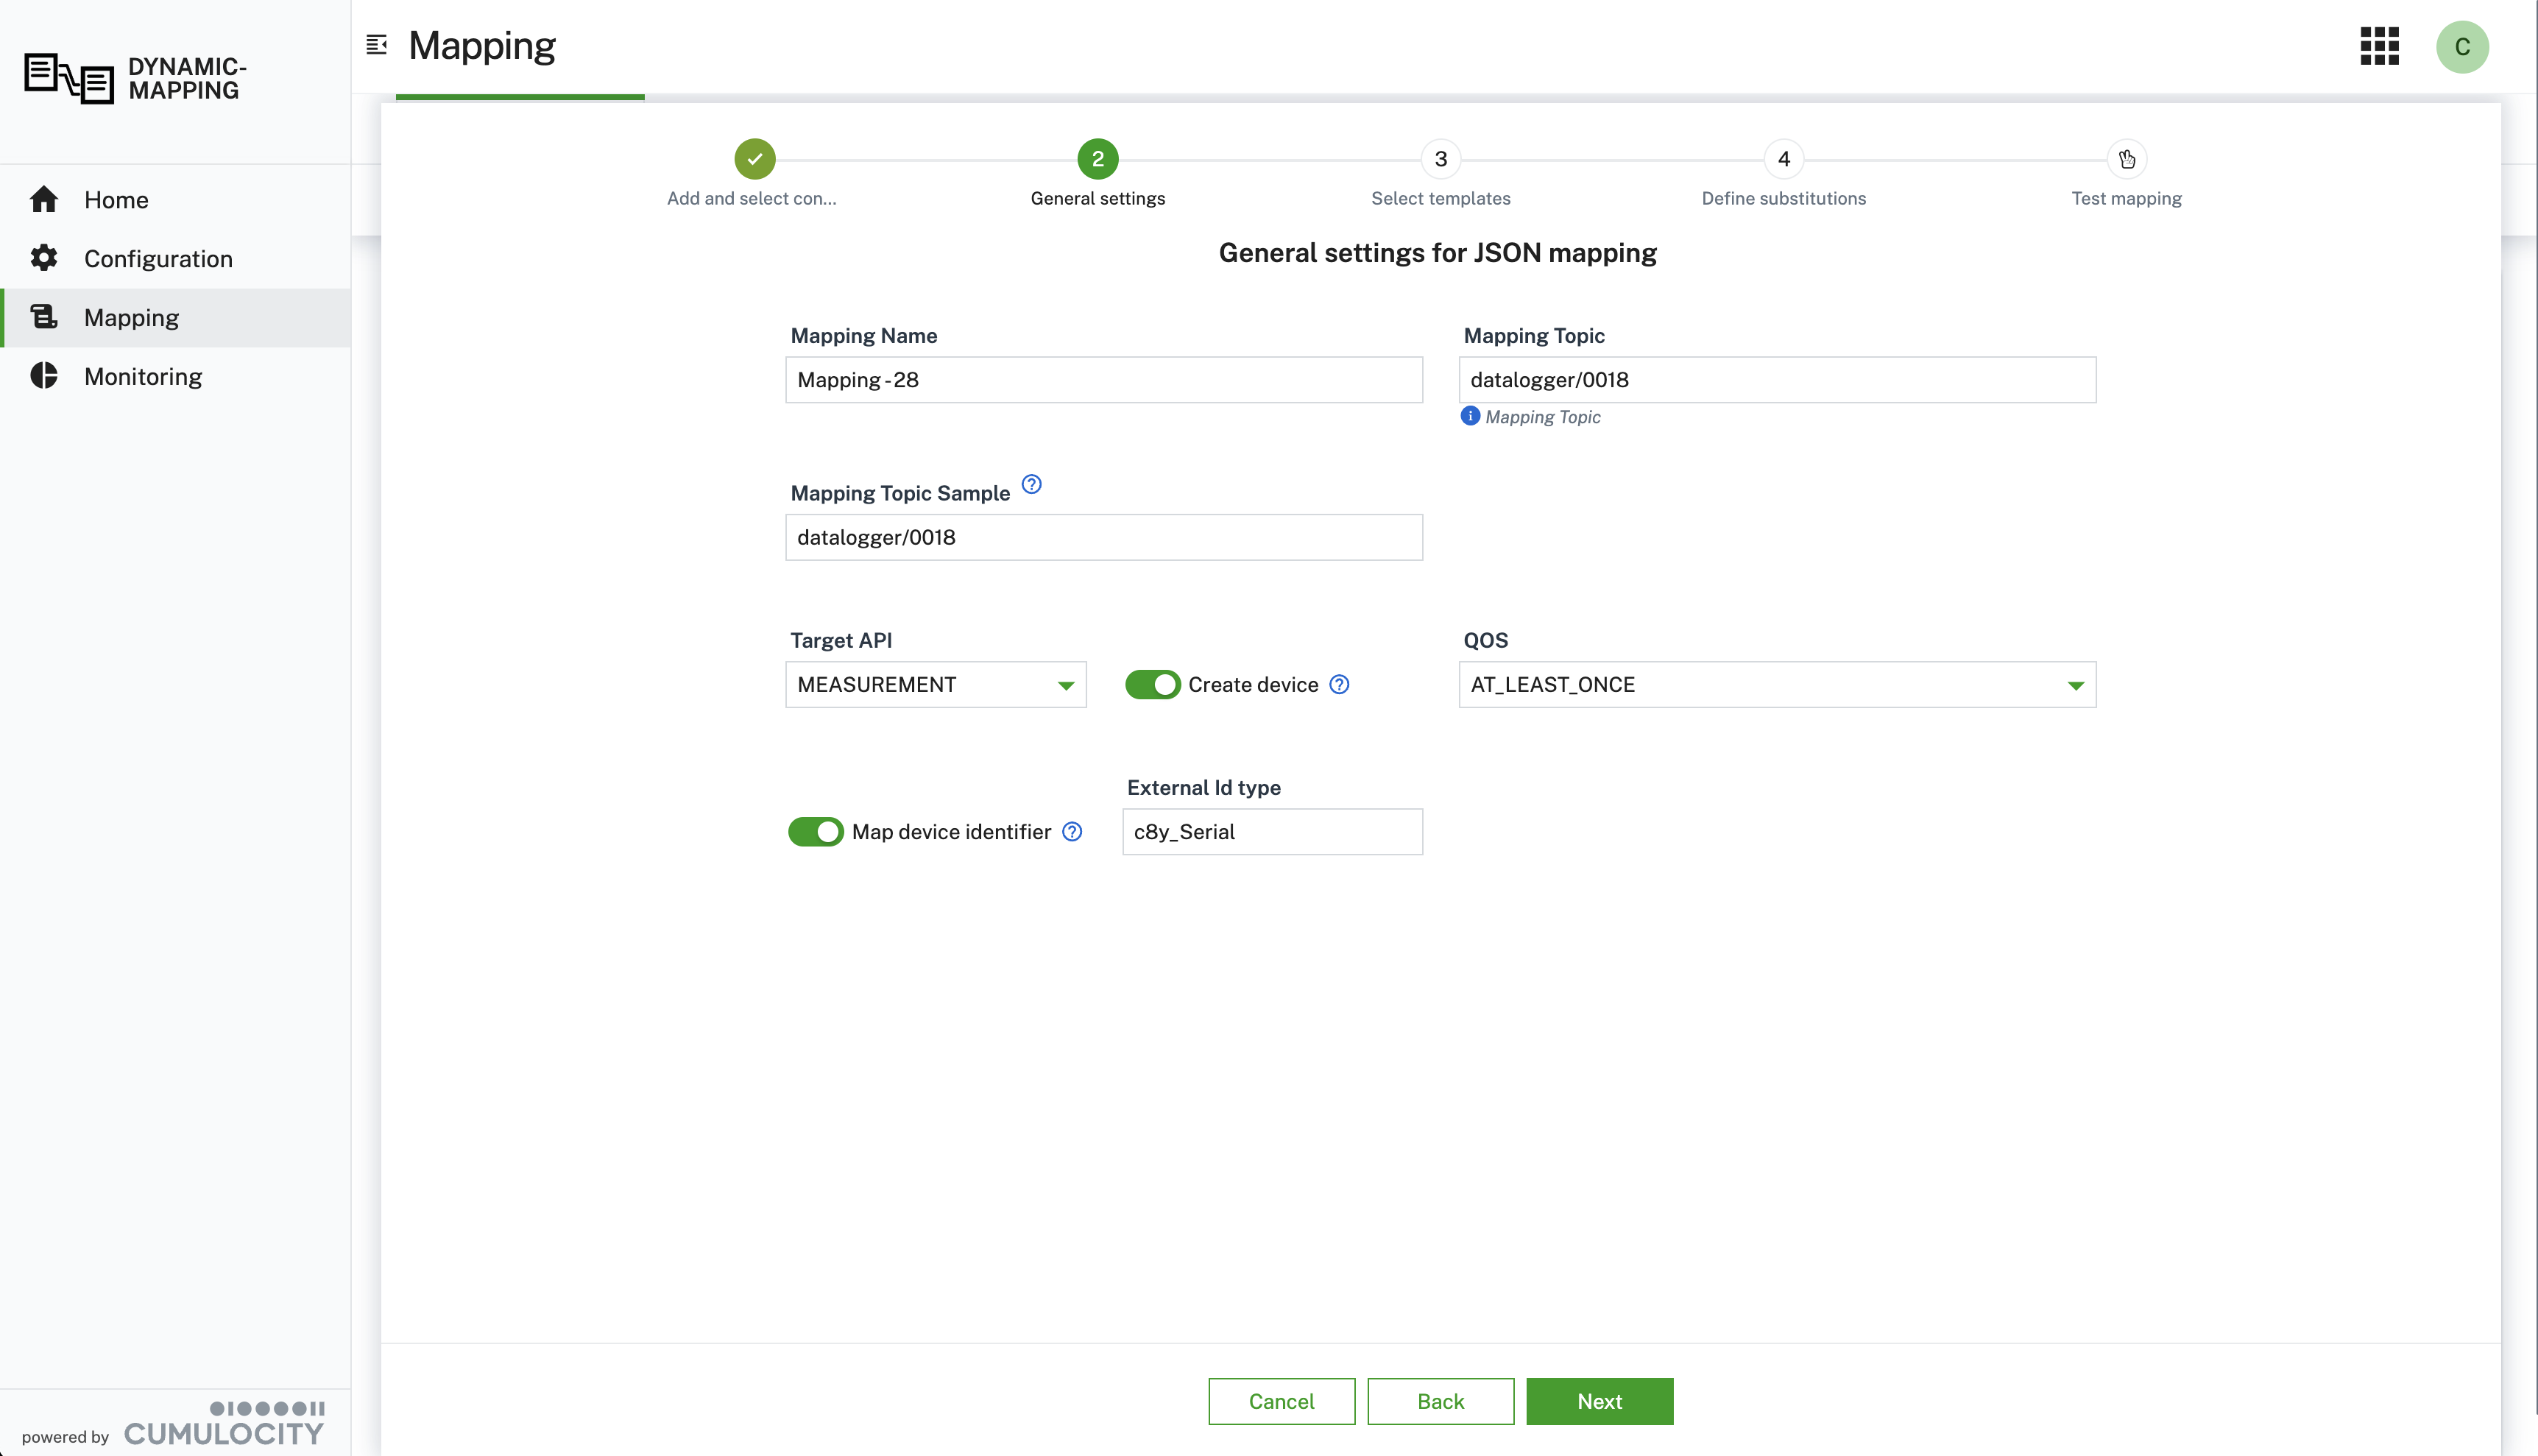 DYNAMIC-
MAPPING
Mapping
C
Home
Configuration
Mapping
Monitoring
2
3
4
Add and select con...
General settings
Select templates
Define substitutions
Test mapping
General settings for JSON mapping
Mapping Name
Mapping Topic
Mapping - 28
datalogger/0018
Mapping Topic
Mapping Topic Sample
datalogger/0018
Target API
QOS
MEASUREMENT
Create device
AT_LEAST_ONCE
External Id type
Map device identifier
c8y_Serial
Cancel
Back
Next
powered by CUMULOCITY